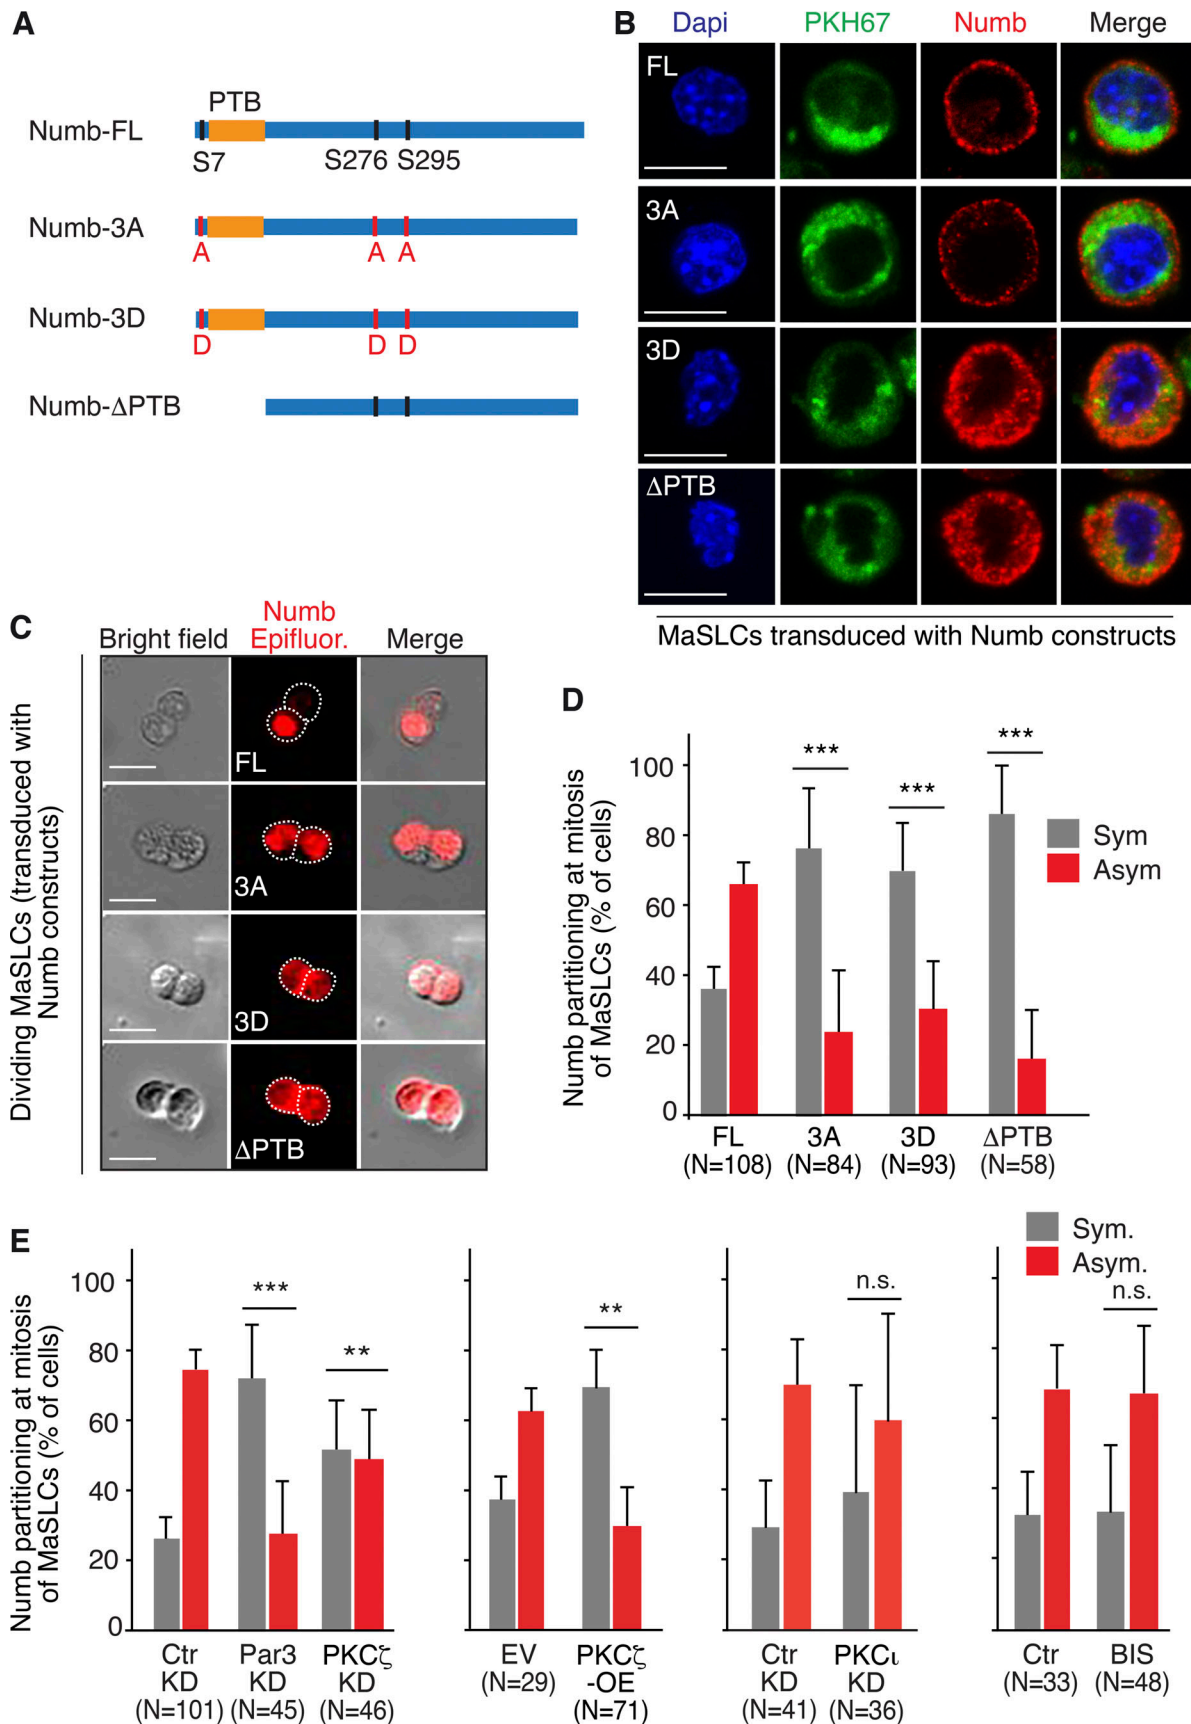 A
PTB
Numb-FL
S7
S276
S295
Numb-3A
A
A
A
Numb-3D
D
D
D
Numb-ΔPTB
B
Dapi
PKH67
Numb
Merge
FL
3A
3D
ΔPTB
MaSLCs transduced with Numb constructs
C
Dividing MaSLCs (transduced with
Numb constructs)
Numb
Bright field
Epifluor.
Merge
FL
3A
3D
ΔPTB
D
Numb partitioning at mitosis
of MaSLCs (% of cells)
100
80
60
40
20
0
***
***
***
Sym
Asym
FL
3A
3D
ΔPTB
(N=108)
(N=84)
(N=93)
(N=58)
E
Numb partitioning at mitosis
of MaSLCs (% of cells)
100
80
60
40
20
0
***
**
Ctr
Par3
PKCζ
KD
KD
KD
(N=101)
(N=45)
(N=46)
**
EV
PKCζ
(N=29)
-OE
(N=71)
n.s.
Ctr
PKCι
KD
KD
(N=41)
(N=36)
Sym.
Asym.
n.s.
Ctr
BIS
(N=33)
(N=48)